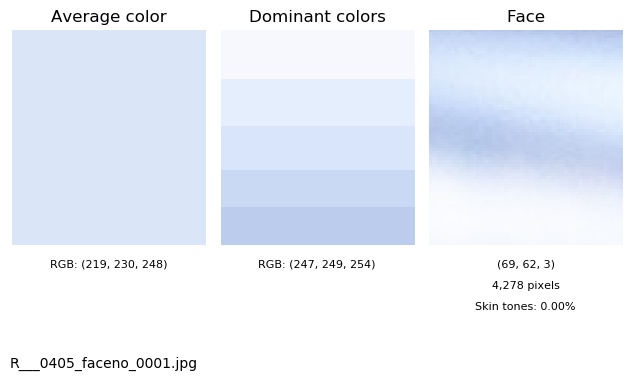 Average color
Dominant colors
Face
RGB: (219, 230, 248)
RGB: (247, 249, 254)
(69, 62, 3)
4,278 pixels
Skin tones: 0.00%
R___0405_faceno_0001.jpg